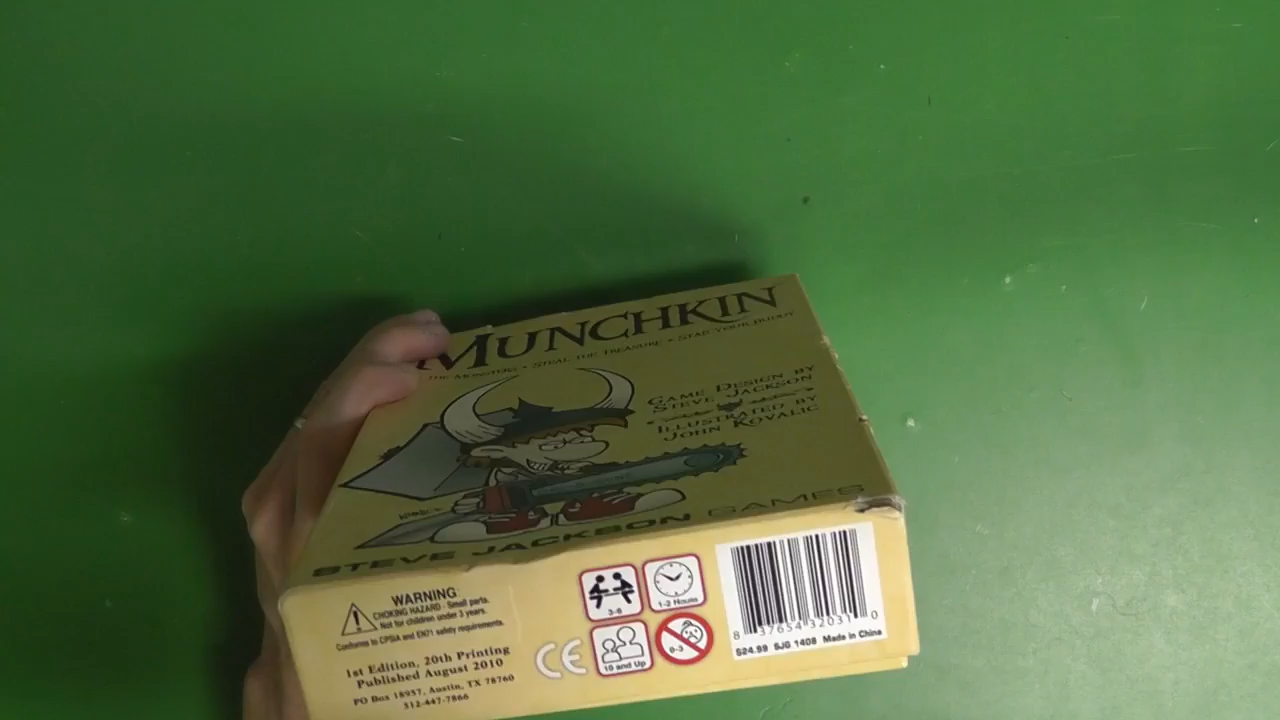 MUNCHKIN
THE MONSTERS • STEAL THE TREASURE • STAB YOUR BUDDY
GAME DESIGN BY
STEVE JACKSON
ILLUSTRATED BY
JOHN KOVALIC
STEVE JACKSON GAMES
WARNING
CHOKING HAZARD - Small parts.
Not for children under 3 years.
Conforms to CPSIA and EN71 safety requirements.
1st Edition, 20th Printing
Published August 2010
PO Box 18957, Austin, TX 78760
512-447-7866
CE
3-6
1-2 Hours
10 and Up
0-3
8 37654 32031 0
$24.99 SJG 1408 Made in China